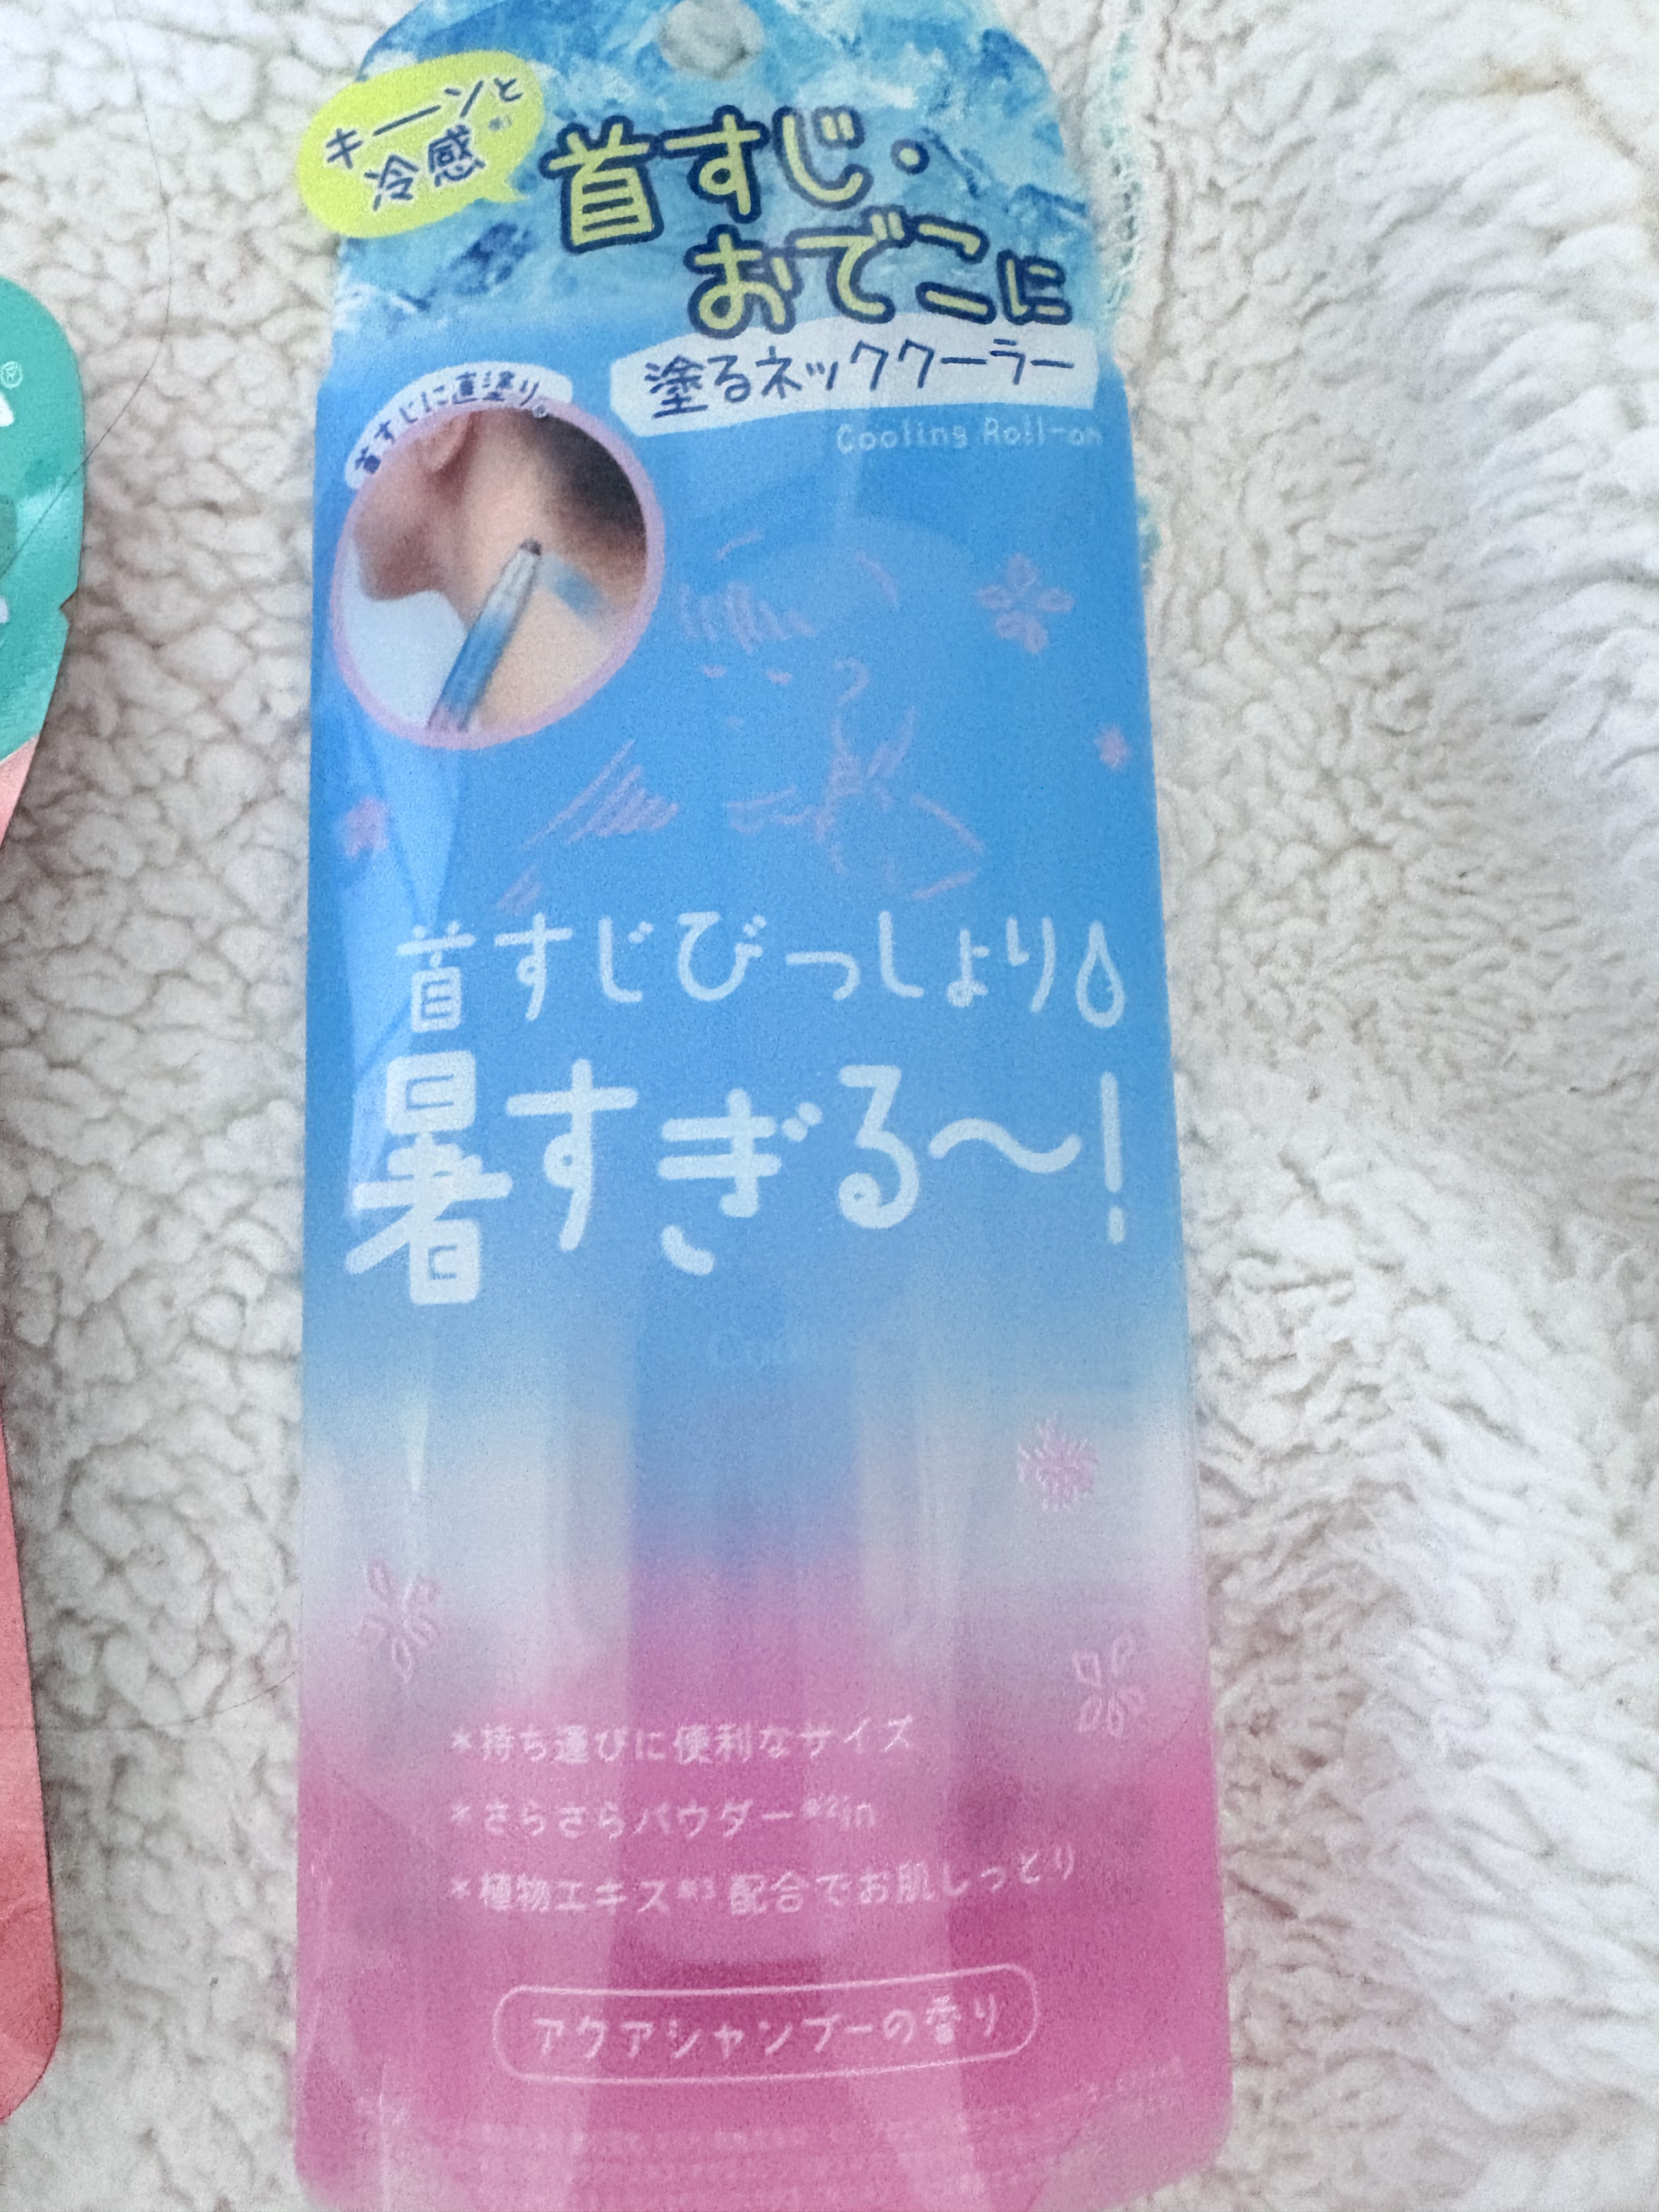 キーンと
冷感※1
首すじ・
おでこに
塗るネッククーラー
Cooling Roll-on
首すじに直塗り。
首すじびっしょり
暑すぎる〜!
*持ち運びに便利なサイズ
*さらさらパウダー※2in
*植物エキス※3配合でお肌しっとり
アクアシャンプーの香り